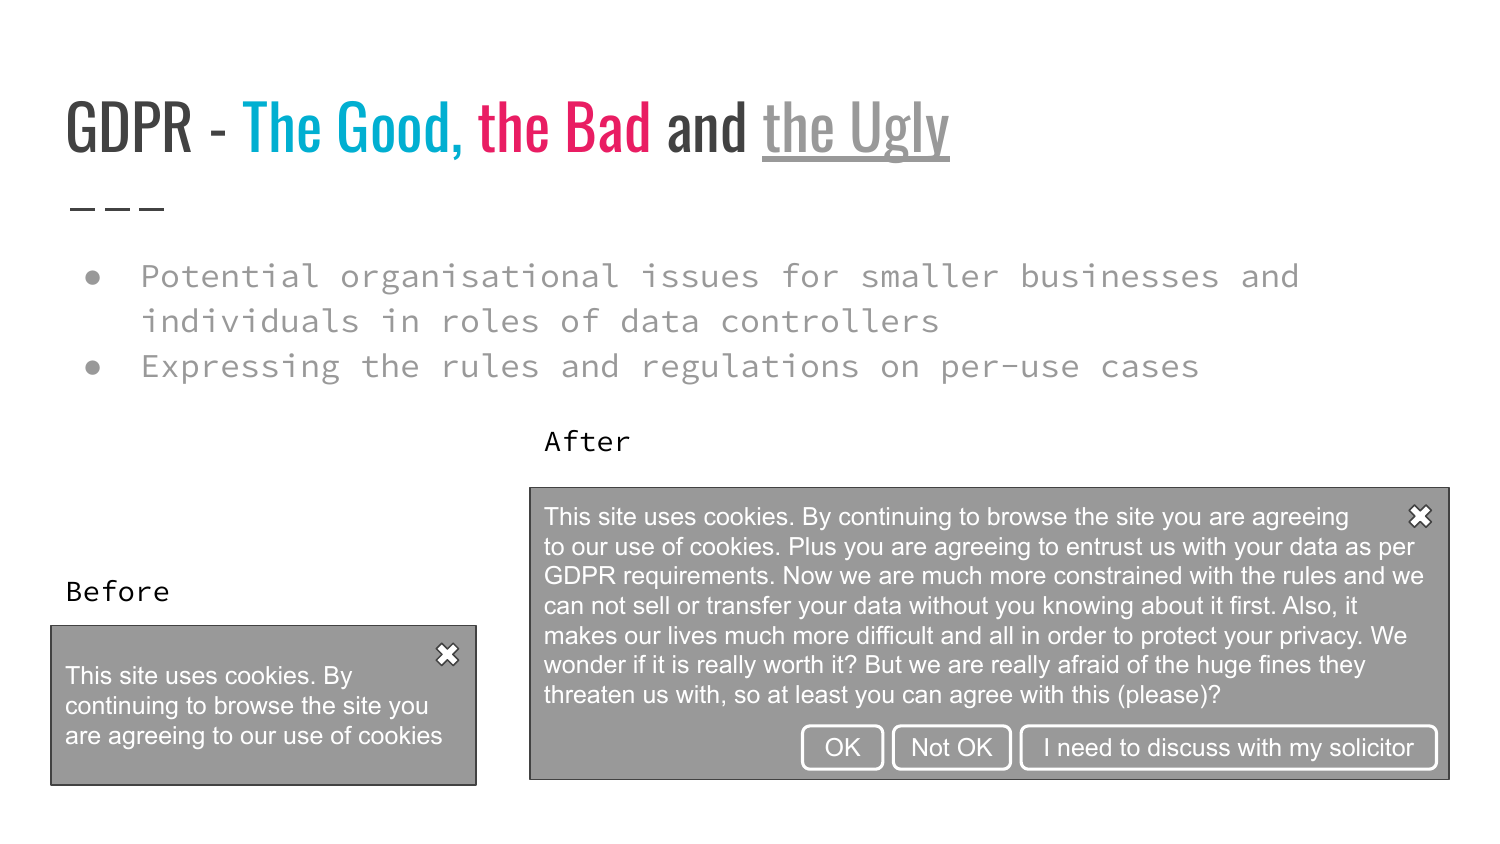 GDPR - The Good, the Bad and the Ugly
● Potential organisational issues for smaller businesses and
individuals in roles of data controllers
● Expressing the rules and regulations on per-use cases
Before
This site uses cookies. By
continuing to browse the site you
are agreeing to our use of cookies
After
This site uses cookies. By continuing to browse the site you are agreeing
to our use of cookies. Plus you are agreeing to entrust us with your data as per
GDPR requirements. Now we are much more constrained with the rules and we
can not sell or transfer your data without you knowing about it first. Also, it
makes our lives much more difficult and all in order to protect your privacy. We
wonder if it is really worth it? But we are really afraid of the huge fines they
threaten us with, so at least you can agree with this (please)?
OK Not OK I need to discuss with my solicitor